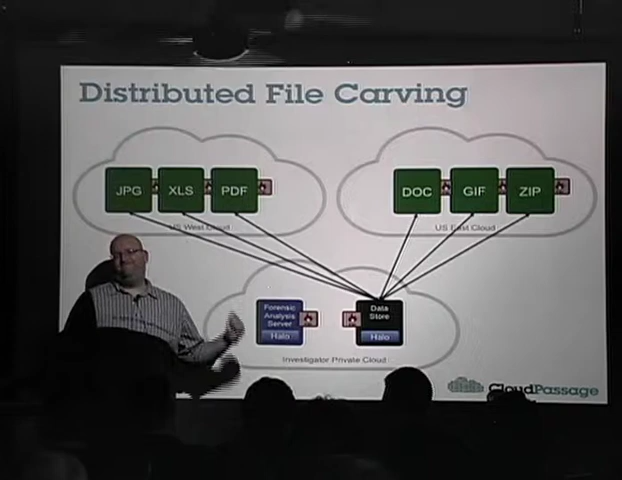 Distributed File Carving
JPG XLS PDF
DOC GIF ZIP
US West Cloud
US East Cloud
Forensic
Analysis
Server
Halo
Data
Store
Halo
Investigator Private Cloud
CloudPassage